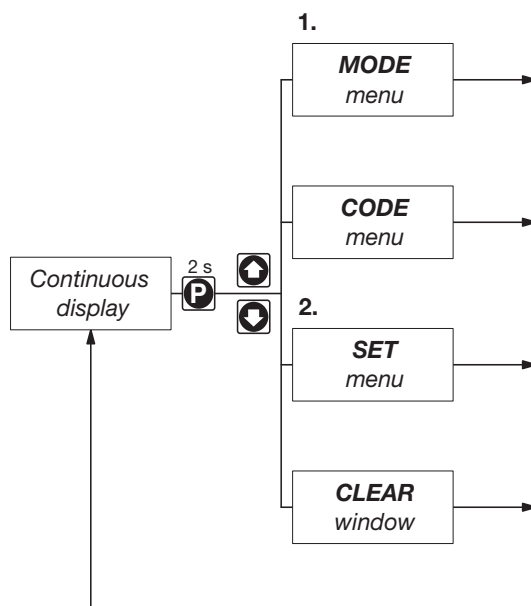 1.
MODE
menu
CODE
menu
2 s
P
Continuous
display
2.
SET
menu
CLEAR
window